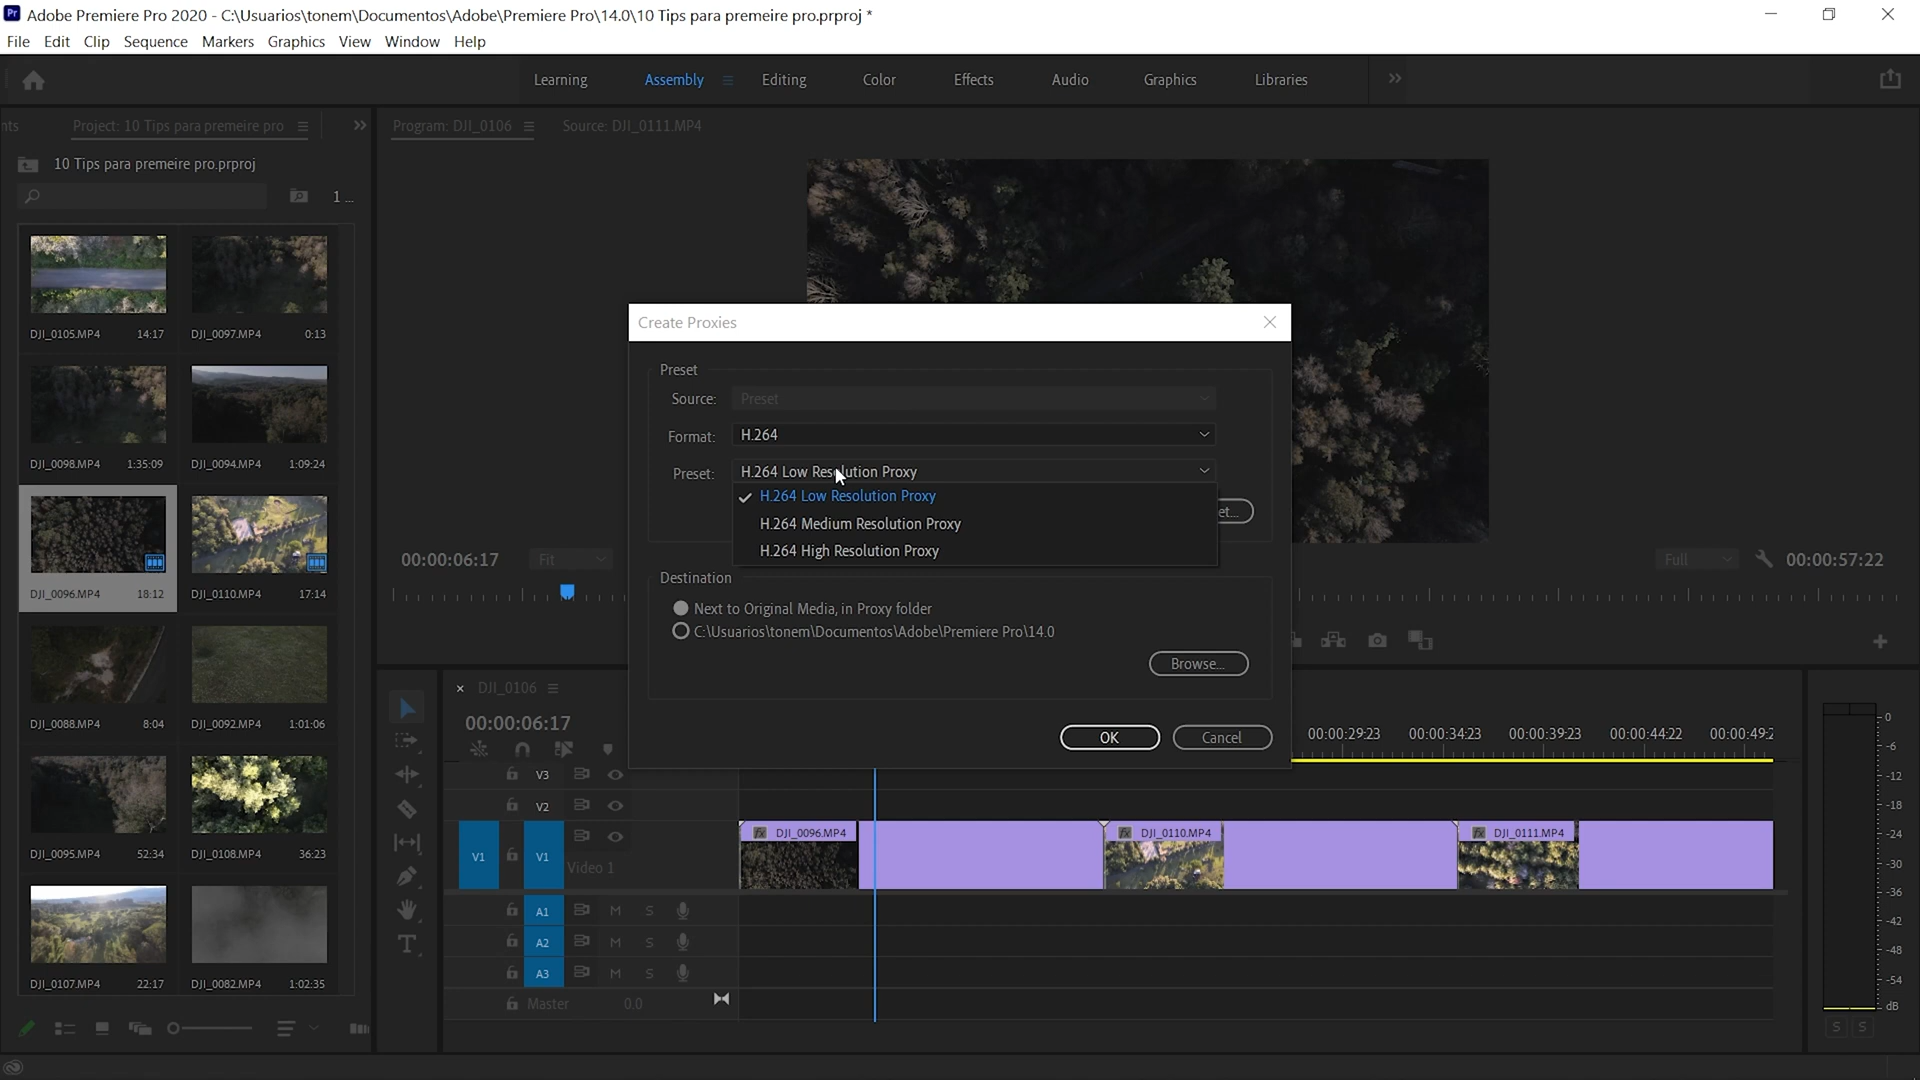 Pr Adobe Premiere Pro 2020 - C:\Usuarios\tonem\Documentos\Adobe\Premiere Pro\14.0\10 Tips para premeire pro.prproj *
File Edit Clip Sequence Markers Graphics View Window Help
Learning Assembly Editing Color Effects Audio Graphics Libraries
nts Project: 10 Tips para premeire pro Program: DJI_0106 Source: DJI_0111.MP4
10 Tips para premeire pro.prproj
1 ...
DJI_0105.MP4 14:17 DJI_0097.MP4 0:13
DJI_0098.MP4 1:35:09 DJI_0094.MP4 1:09:24
DJI_0096.MP4 18:12 DJI_0110.MP4 17:14
DJI_0088.MP4 8:04 DJI_0092.MP4 1:01:06
DJI_0095.MP4 52:34 DJI_0108.MP4 36:23
DJI_0107.MP4 22:17 DJI_0082.MP4 1:02:35
Create Proxies
Preset
Source: Preset
Format: H.264
Preset: H.264 Low Resolution Proxy
H.264 Low Resolution Proxy
H.264 Medium Resolution Proxy
H.264 High Resolution Proxy
et...
Destination
Next to Original Media, in Proxy folder
C:\Usuarios\tonem\Documentos\Adobe\Premiere Pro\14.0
Browse...
OK Cancel
00:00:06:17 Fit Full 00:00:57:22
DJI_0106
00:00:06:17
00:00:29:23 00:00:34:23 00:00:39:23 00:00:44:22 00:00:49:2
V3
V2
V1 V1 Video 1
DJI_0096.MP4 DJI_0110.MP4 DJI_0111.MP4
fx fx fx
A1 M S
A2 M S
A3 M S
Master 0.0
0
-6
-12
-18
-24
-30
-36
-42
-48
-54
dB
S S